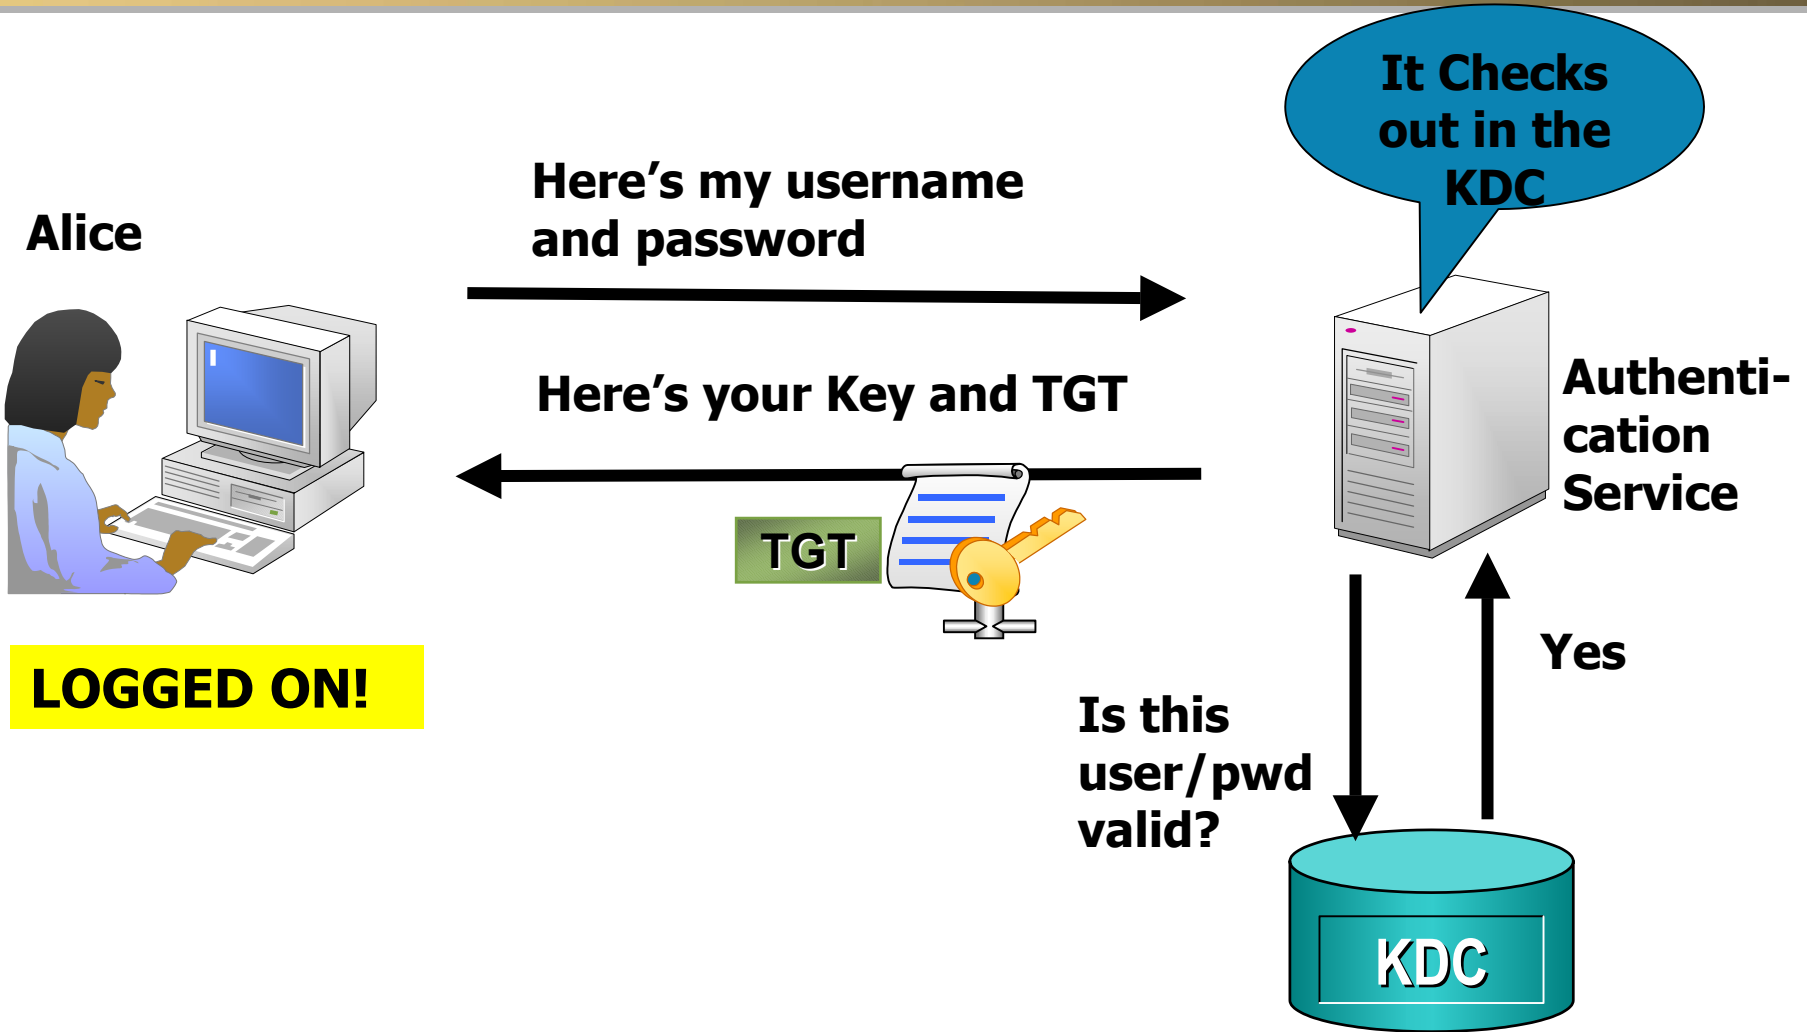 It Checks
out in the
KDC
Here’s my username
and password
Alice
Here’s your Key and TGT
Authenti-
cation
Service
TGT
LOGGED ON!
Yes
Is this
user/pwd
valid?
KDC